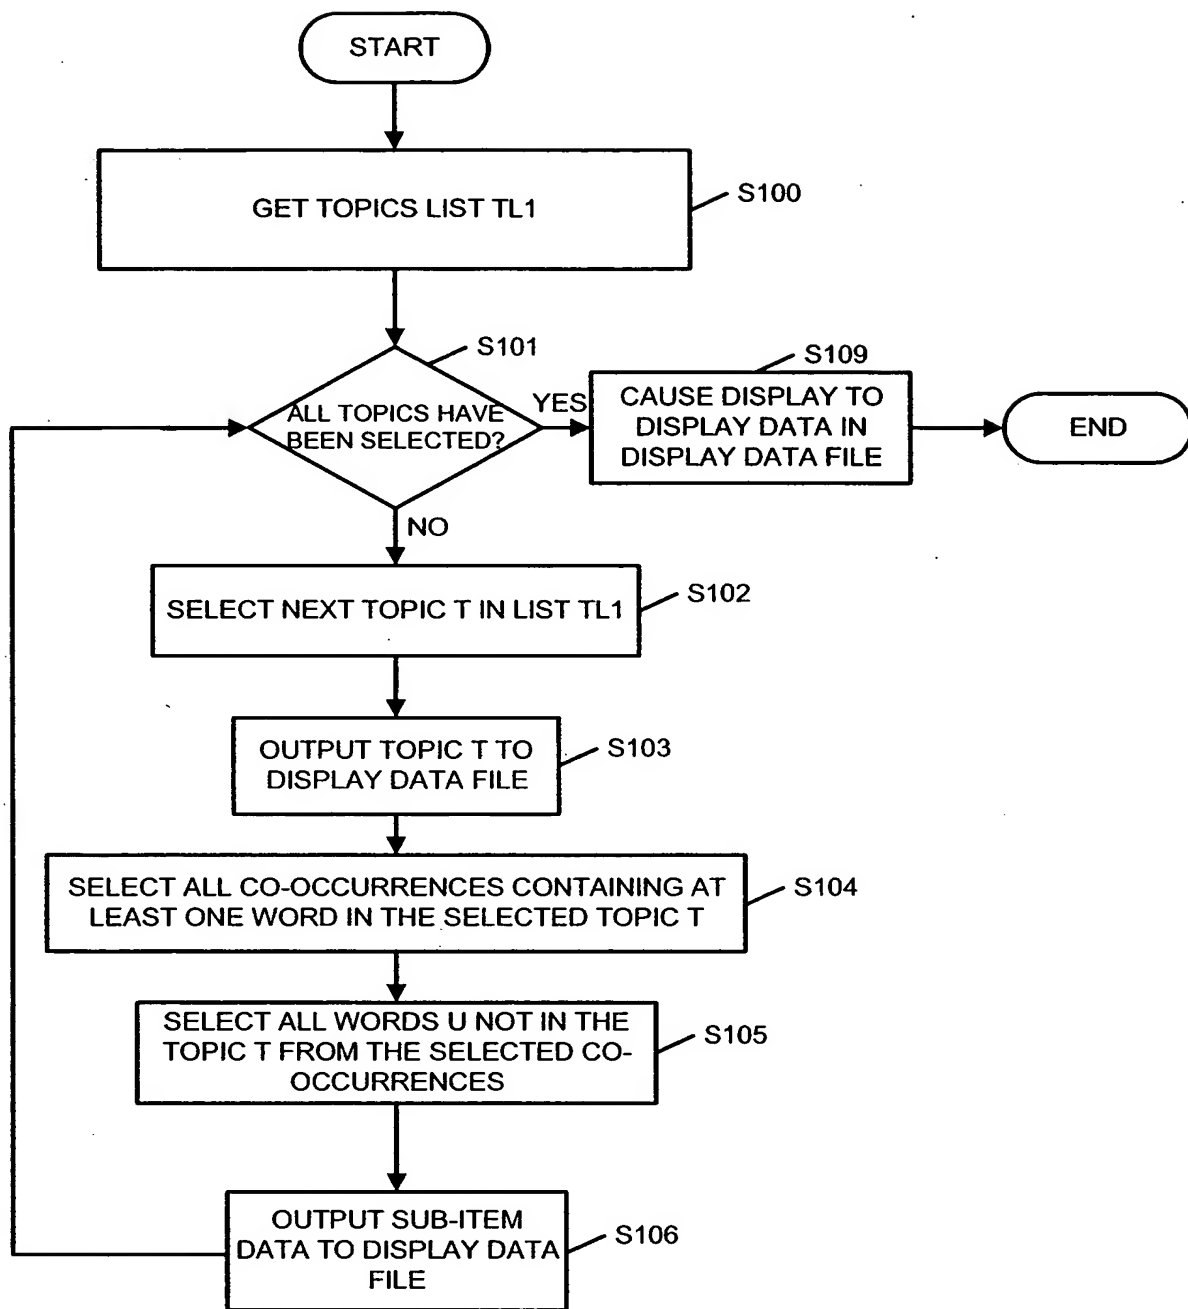 START
GET TOPICS LIST TL1
S100
S101
ALL TOPICS HAVE
BEEN SELECTED?
YES
S109
CAUSE DISPLAY TO
DISPLAY DATA IN
DISPLAY DATA FILE
END
NO
SELECT NEXT TOPIC T IN LIST TL1
S102
OUTPUT TOPIC T TO
DISPLAY DATA FILE
S103
SELECT ALL CO-OCCURRENCES CONTAINING AT
LEAST ONE WORD IN THE SELECTED TOPIC T
S104
SELECT ALL WORDS U NOT IN THE
TOPIC T FROM THE SELECTED CO-
OCCURRENCES
S105
OUTPUT SUB-ITEM
DATA TO DISPLAY DATA
FILE
S106